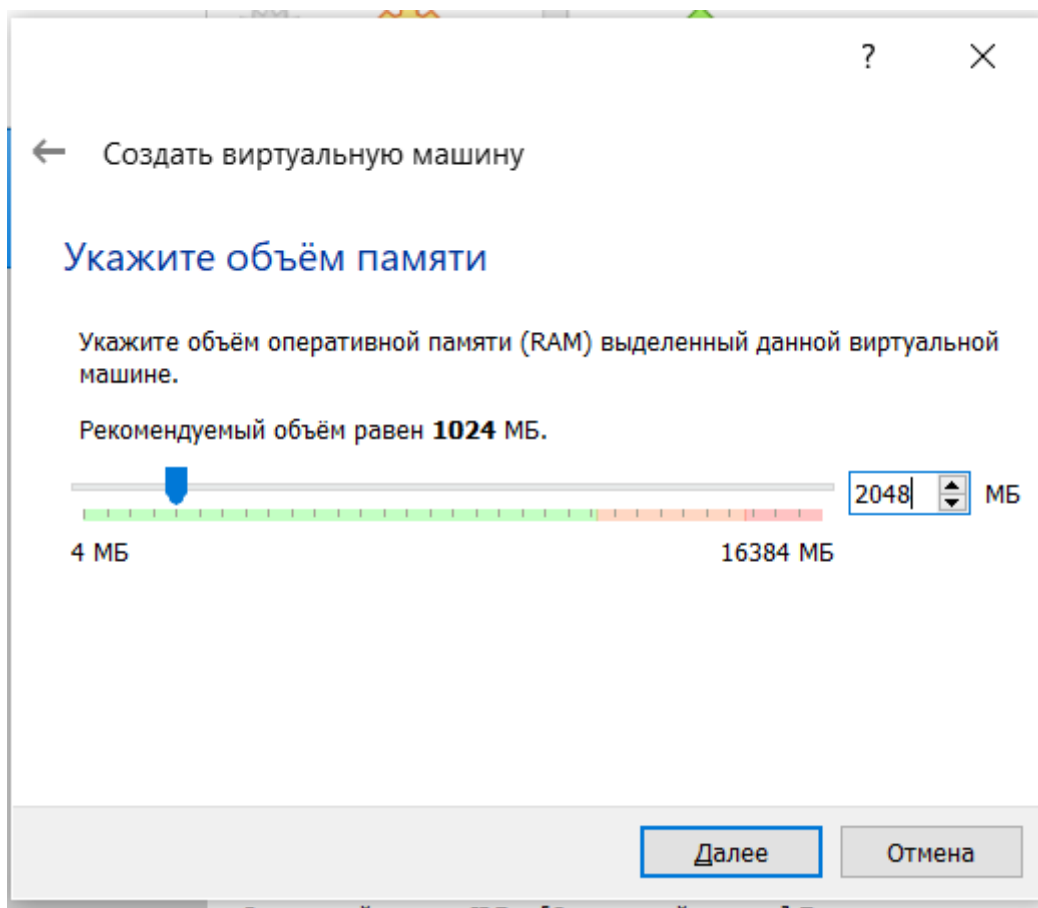 ?
Создать виртуальную машину
Укажите объём памяти
Укажите объём оперативной памяти (RAM) выделенный данной виртуальной
машине.
Рекомендуемый объём равен 1024 МБ.
2048 МБ
4 МБ 16384 МБ
Далее Отмена